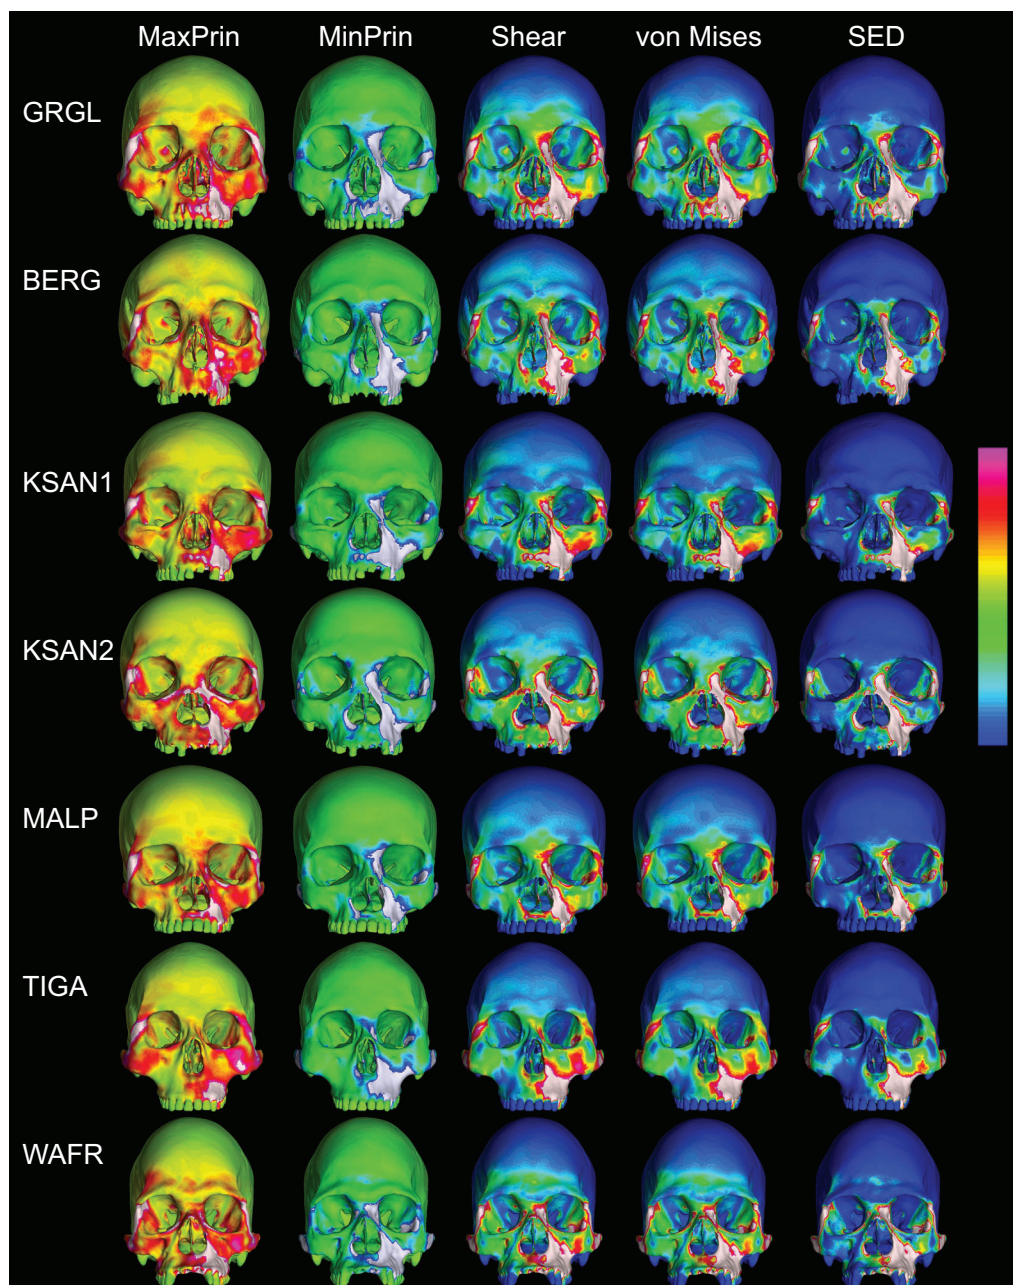 MaxPrin MinPrin Shear von Mises SED
GRGL
BERG
KSAN1
KSAN2
MALP
TIGA
WAFR